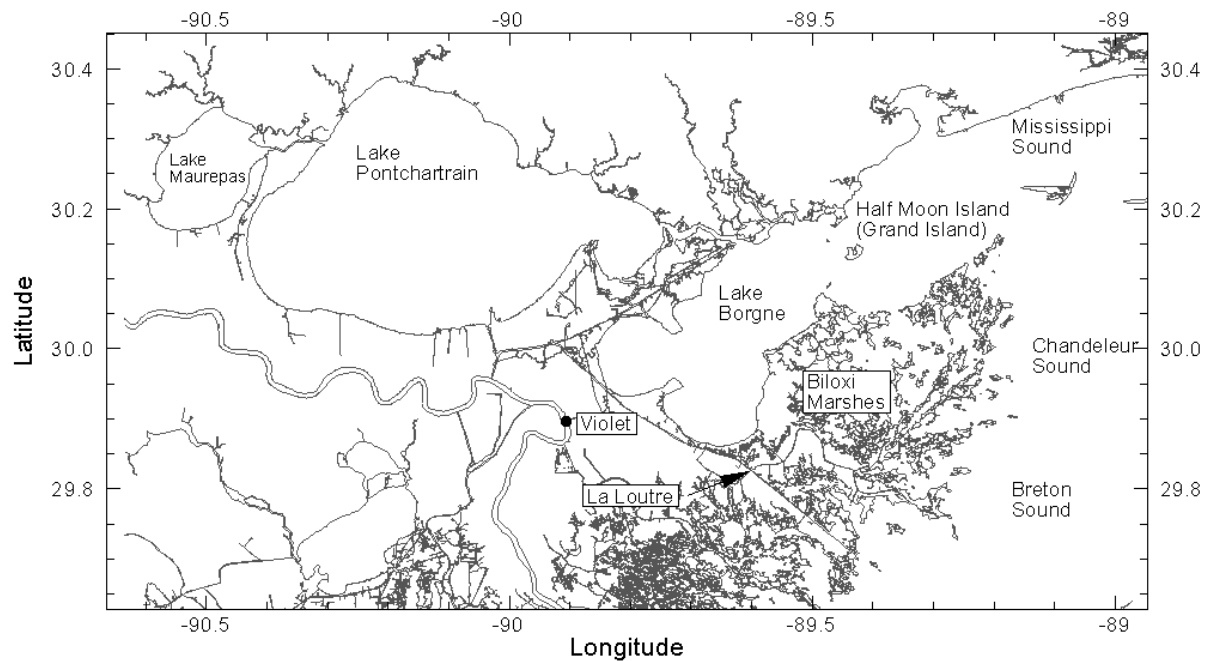 -90.5
-90
-89.5
-89
30.4
30.4
Mississippi
Sound
Lake
Pontchartrain
Lake
Maurepas
30.2
Half Moon Island
(Grand Island)
30.2
Lake
Borgne
Latitude
30.0
Chandeleur
Sound
30.0
Biloxi
Marshes
Violet
29.8
La Loutre
Breton
Sound
29.8
-90.5
-90
-89.5
-89
Longitude